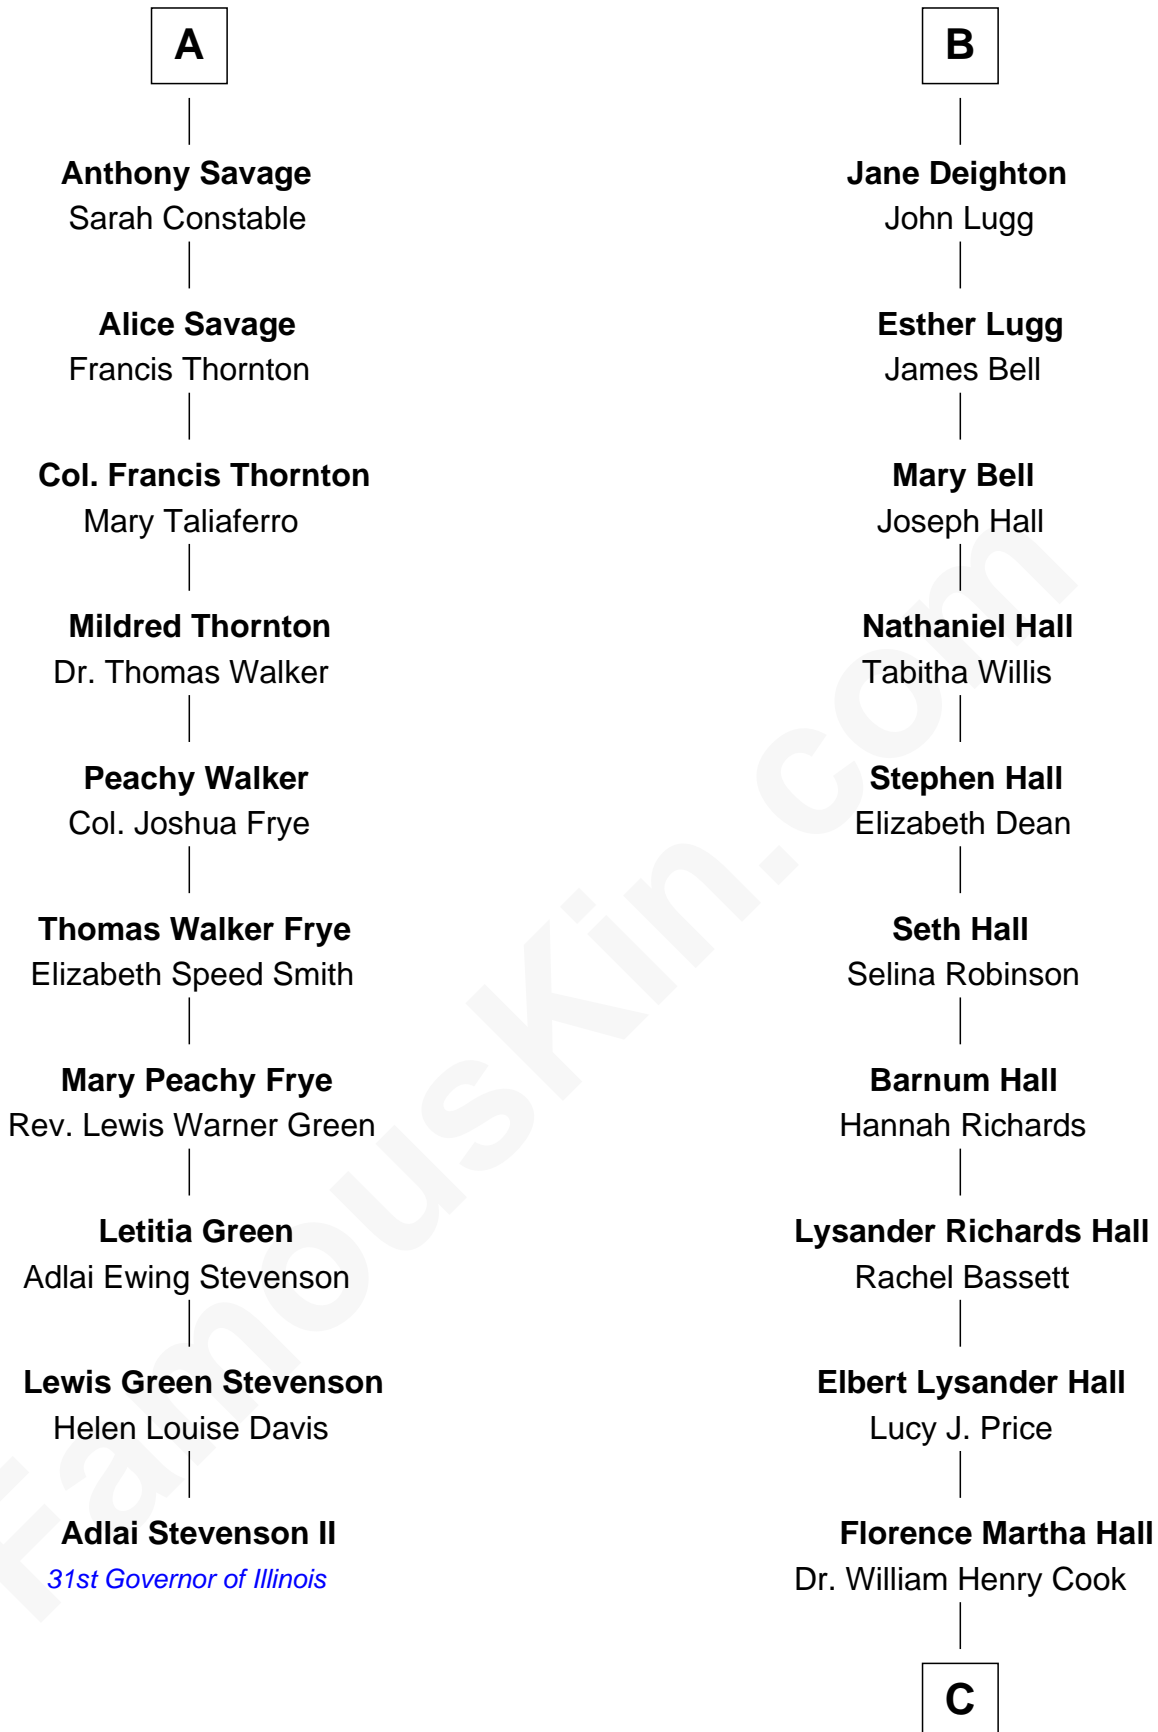 A
Anthony Savage
Sarah Constable
Alice Savage
Francis Thornton
Col. Francis Thornton
Mary Taliaferro
Mildred Thornton
Dr. Thomas Walker
Peachy Walker
Col. Joshua Frye
Thomas Walker Frye
Elizabeth Speed Smith
Mary Peachy Frye
Rev. Lewis Warner Green
Letitia Green
Adlai Ewing Stevenson
Lewis Green Stevenson
Helen Louise Davis
Adlai Stevenson II
31st Governor of Illinois
B
Jane Deighton
John Lugg
Esther Lugg
James Bell
Mary Bell
Joseph Hall
Nathaniel Hall
Tabitha Willis
Stephen Hall
Elizabeth Dean
Seth Hall
Selina Robinson
Barnum Hall
Hannah Richards
Lysander Richards Hall
Rachel Bassett
Elbert Lysander Hall
Lucy J. Price
Florence Martha Hall
Dr. William Henry Cook
C
FamousKin.com